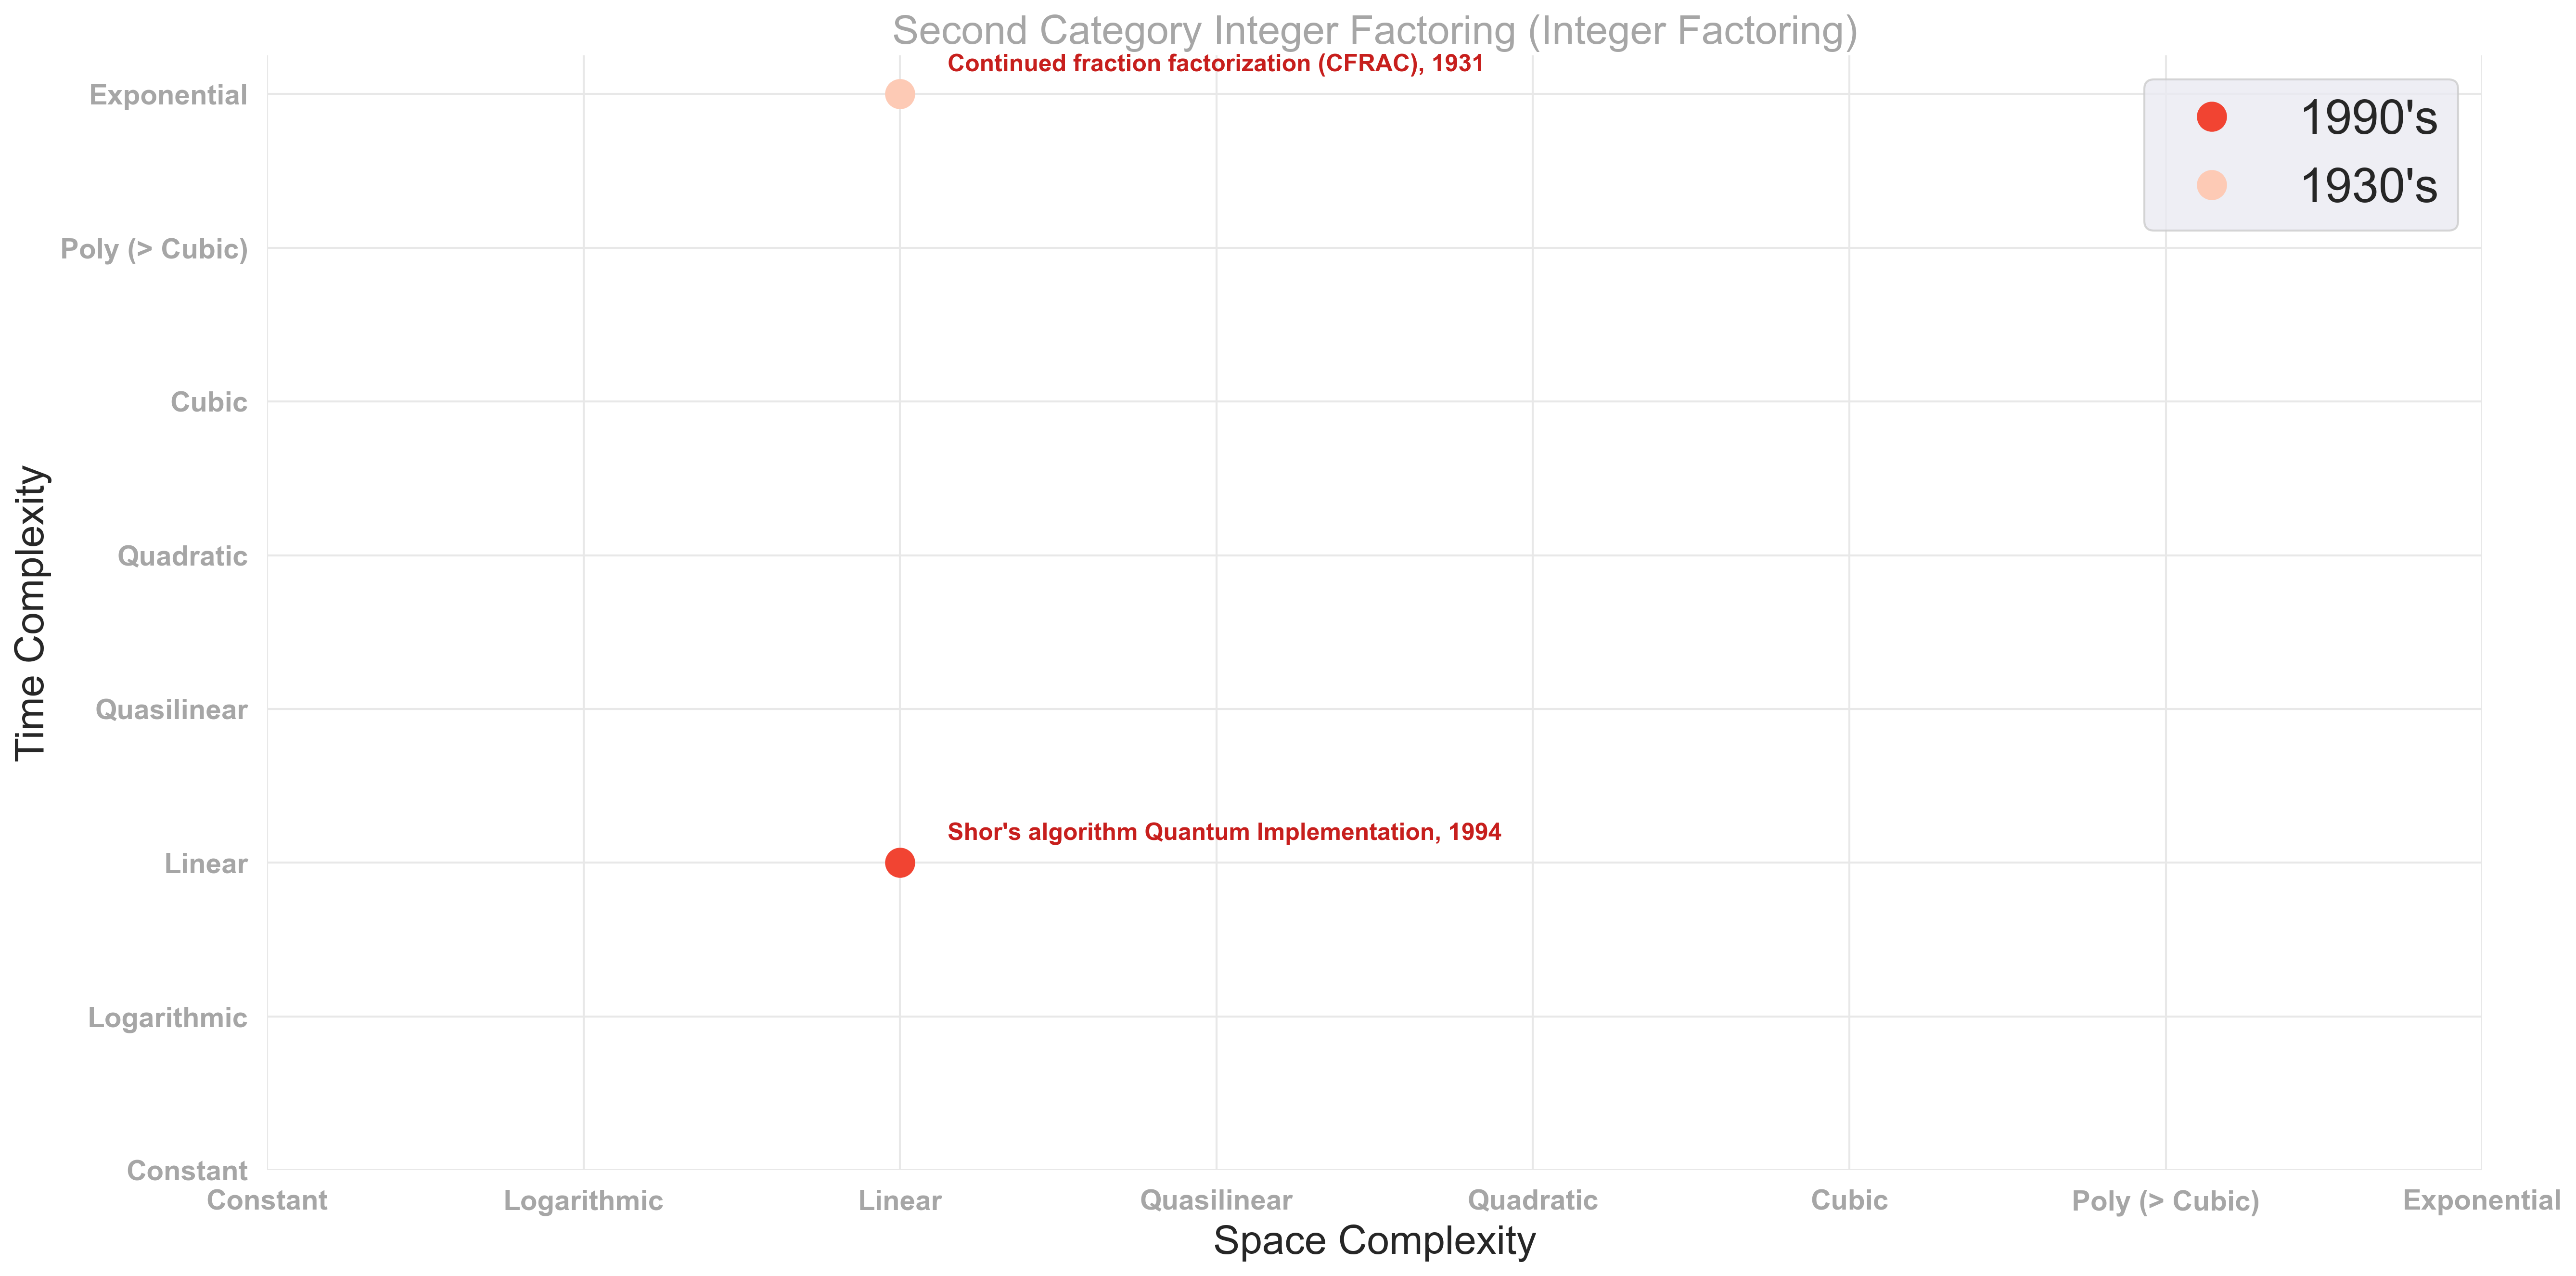 Second Category Integer Factoring (Integer Factoring)
Continued fraction factorization (CFRAC), 1931
1990's
1930's
Exponential
Poly (> Cubic)
Cubic
Quadratic
Quasilinear
Linear
Logarithmic
Constant
Time Complexity
Shor's algorithm Quantum Implementation, 1994
Constant
Logarithmic
Linear
Quasilinear
Quadratic
Cubic
Poly (> Cubic)
Exponential
Space Complexity